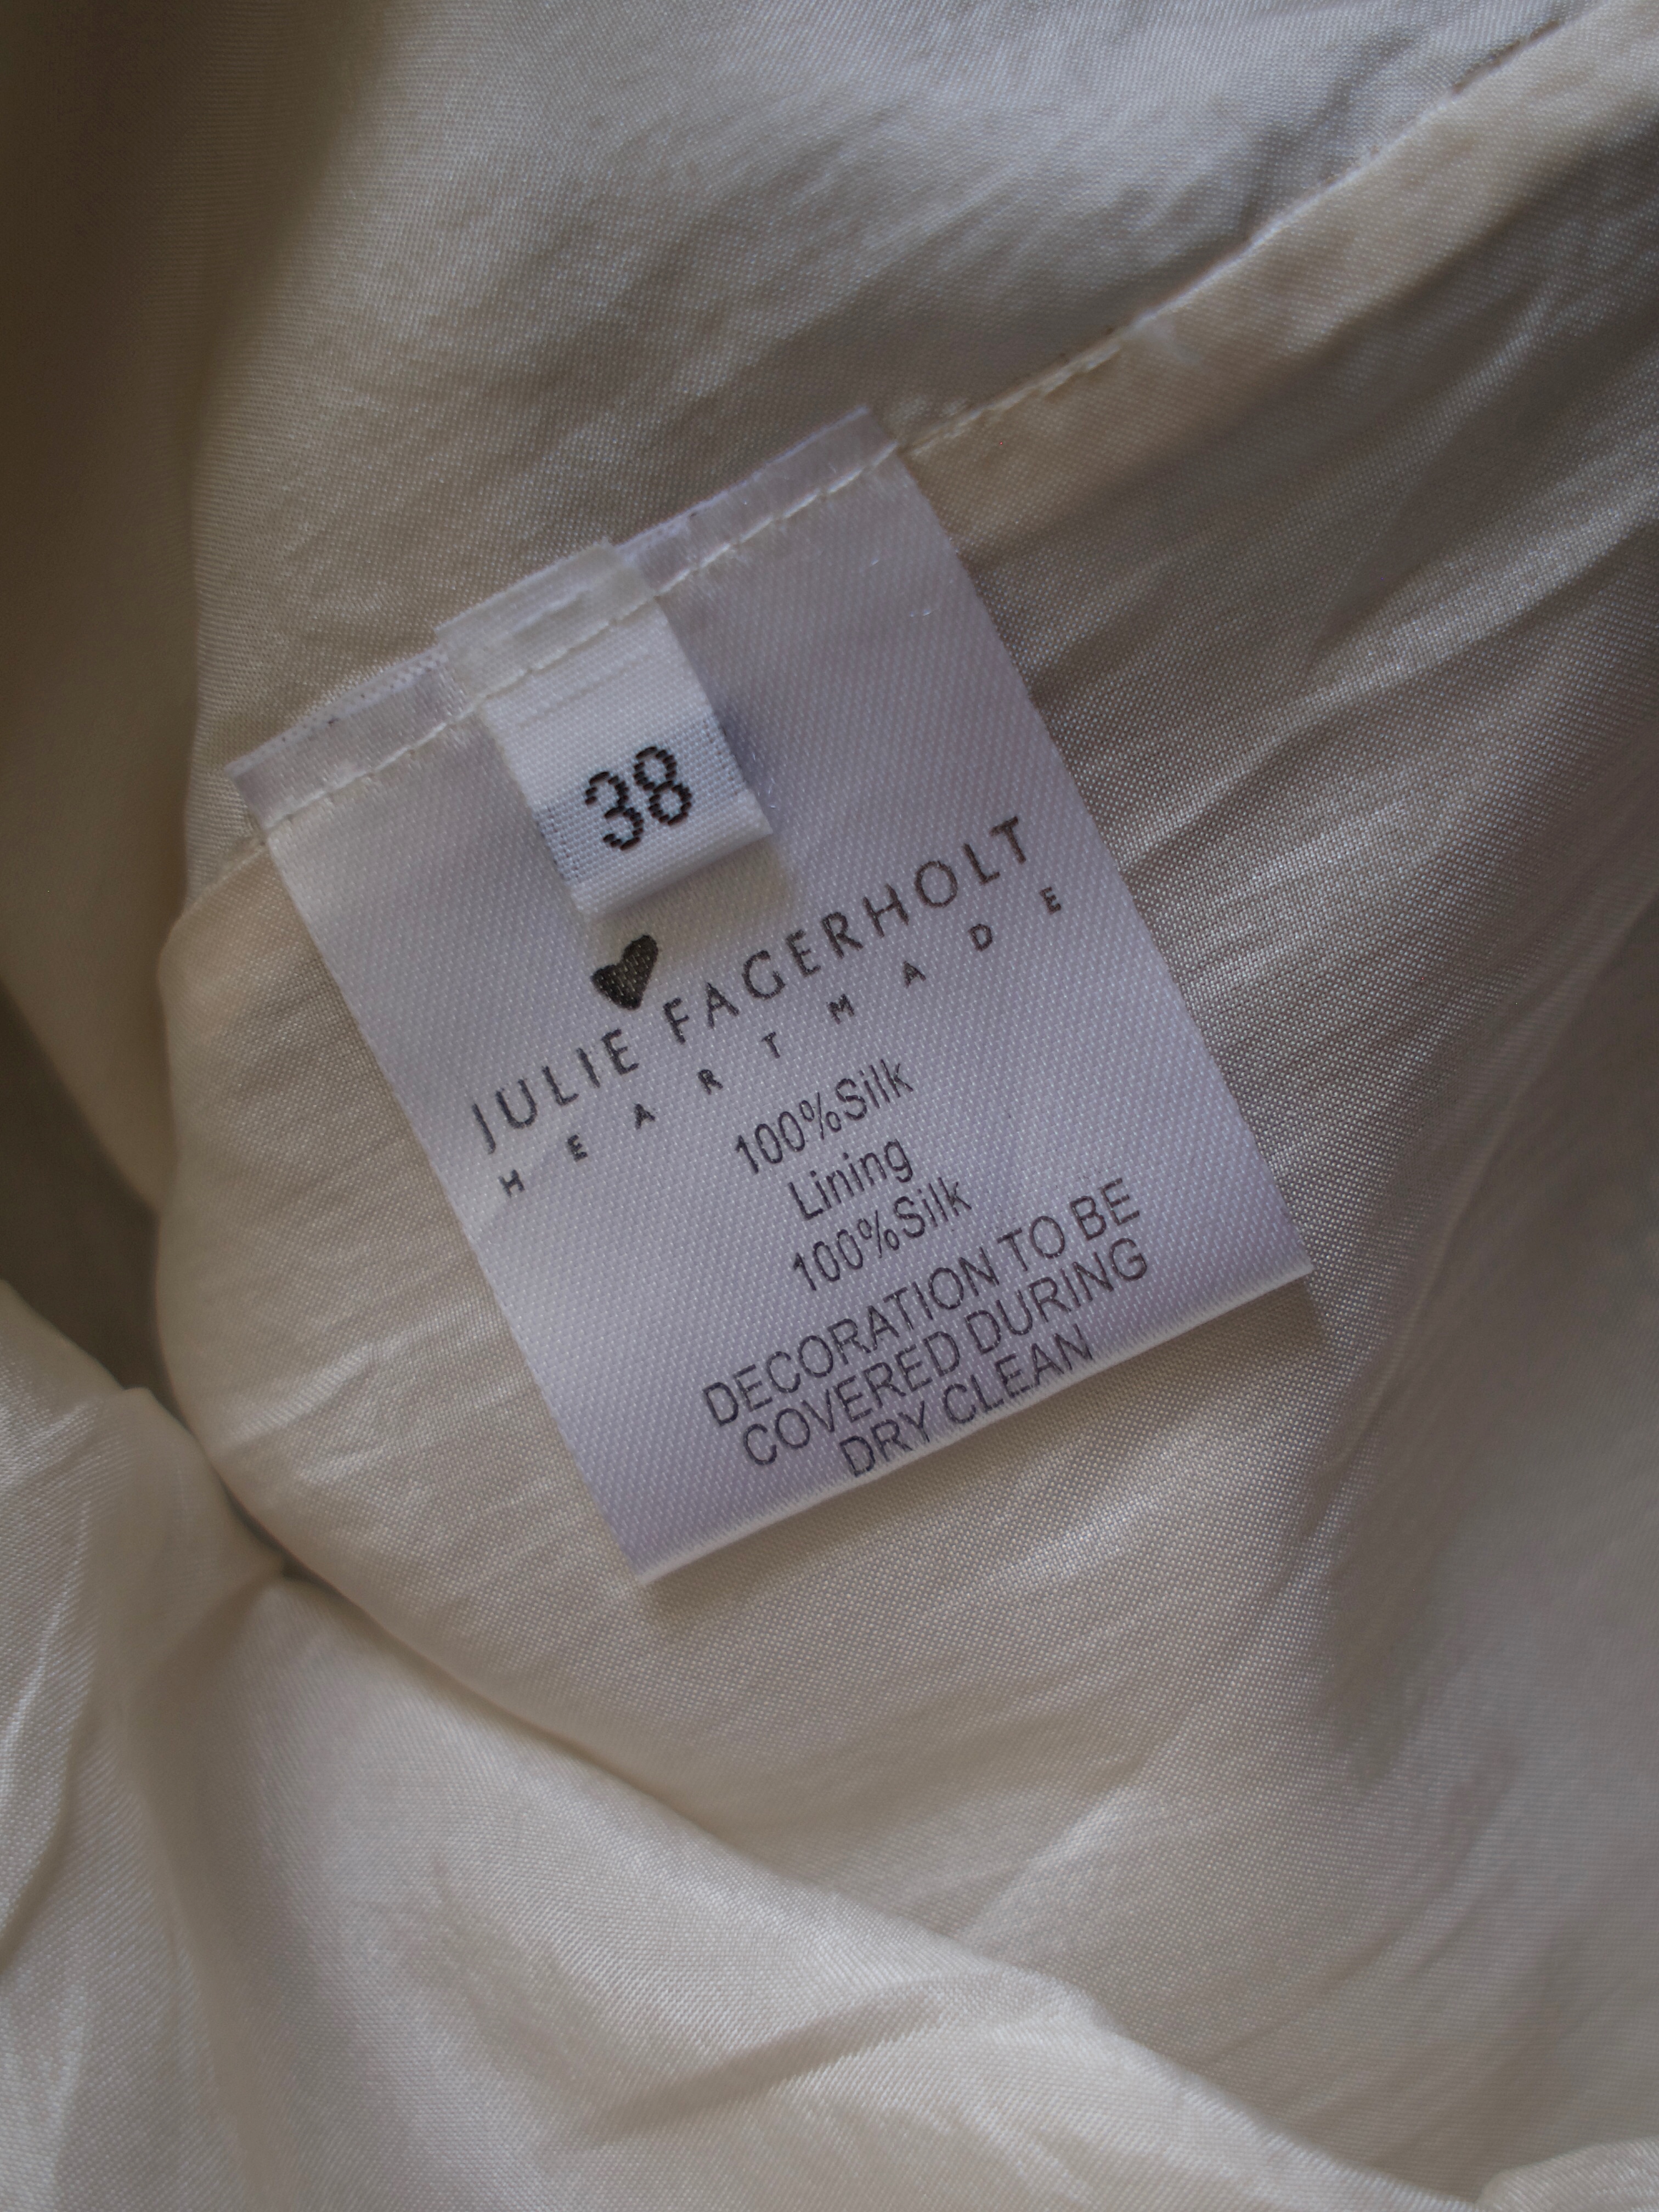 38
JULIE FAGERHOLT
HEARTMADE
100%Silk
Lining
100%Silk
DECORATION TO BE
COVERED DURING
DRY CLEAN